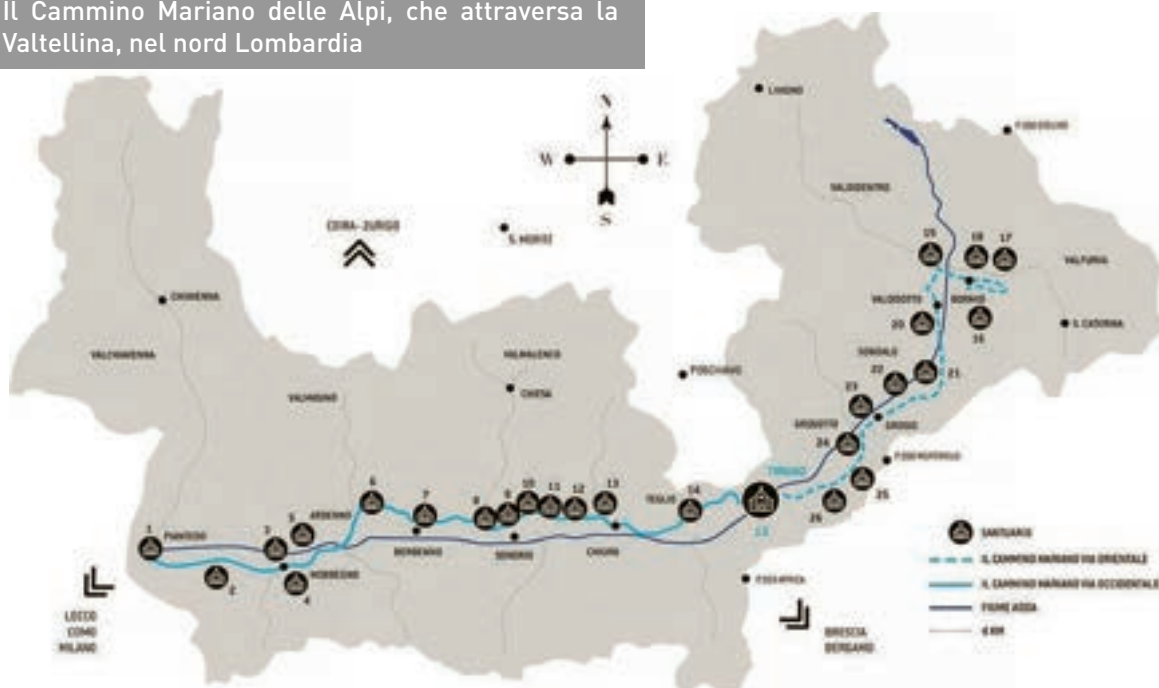 Il Cammino Mariano delle Alpi, che attraversa la
Valtellina, nel nord Lombardia
N
W
E
S
LIVIGNO
VALDIDENTRO
COIRA-ZURIGO
S. MORITZ
15
18
17
VALFURVA
CHIAVENNA
VALDISOTTO
BORMIO
20
16
S. CATERINA
VALCHIAVENNA
VALMALENCO
SONDALO
22
21
POSCHIAVO
CHIESA
VALMASINO
23
GROSIO
GROSOTTO
24
TIRANO
25
26
6
7
8
9
10
11
12
13
TEGLIO
14
1
PIANTEDO
3
5
ARDENNO
BERBENNO
SONDRIO
CHIURO
2
MORBEGNO
4
P.SO APRICA
LECCO
COMO
MILANO
BRESCIA
BERGAMO
SANTUARIO
IL CAMMINO MARIANO VIA ORIENTALE
IL CAMMINO MARIANO VIA OCCIDENTALE
FIUME ADDA